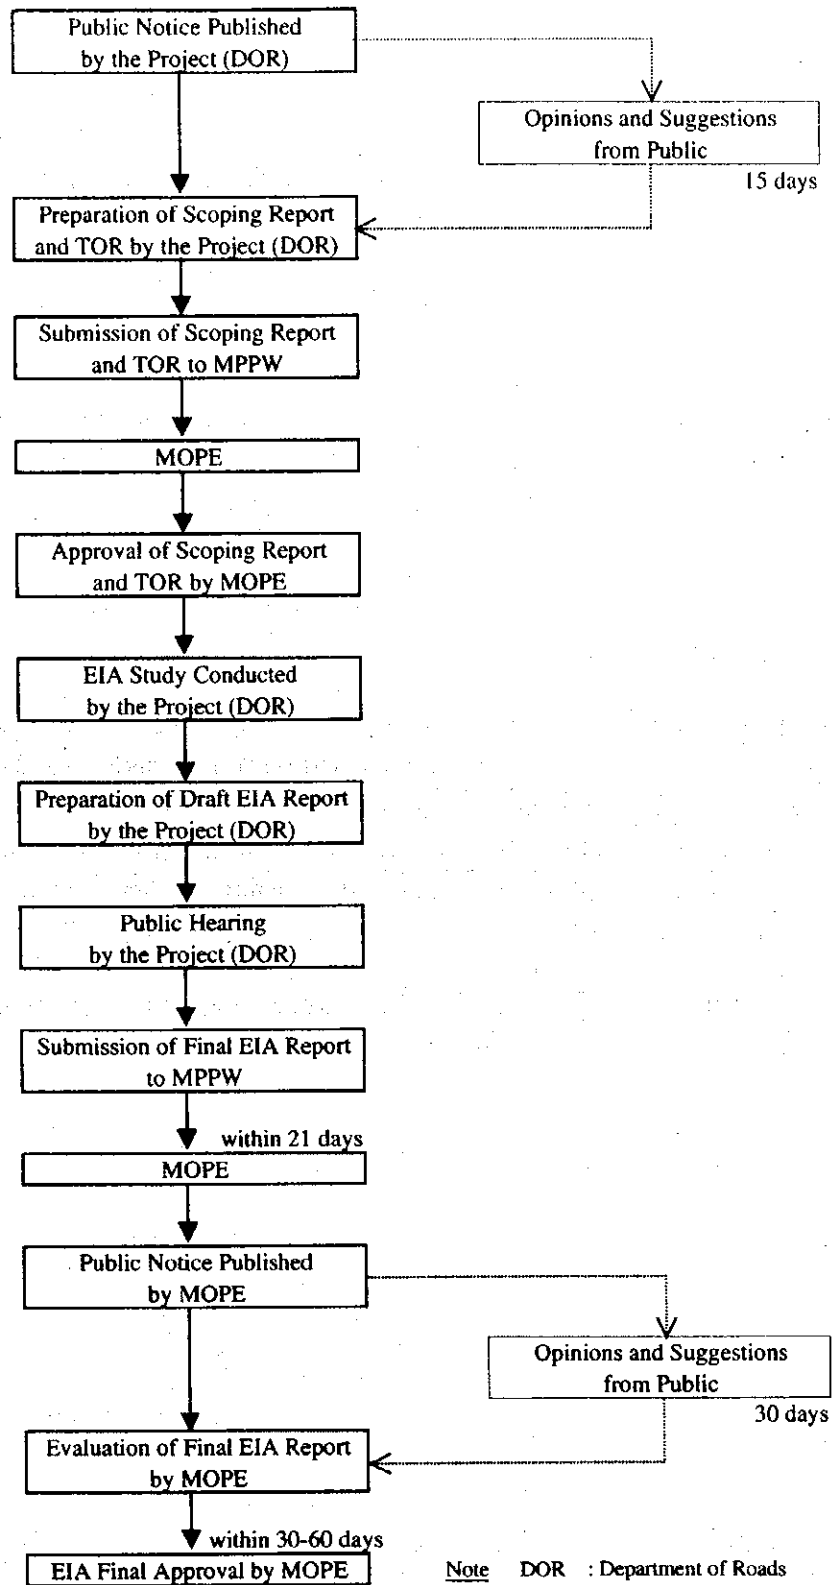 Public Notice Published
by the Project (DOR)
Opinions and Suggestions
from Public
15 days
Preparation of Scoping Report
and TOR by the Project (DOR)
Submission of Scoping Report
and TOR to MPPW
MOPE
Approval of Scoping Report
and TOR by MOPE
EIA Study Conducted
by the Project (DOR)
Preparation of Draft EIA Report
by the Project (DOR)
Public Hearing
by the Project (DOR)
Submission of Final EIA Report
to MPPW
within 21 days
MOPE
Public Notice Published
by MOPE
Opinions and Suggestions
from Public
30 days
Evaluation of Final EIA Report
by MOPE
within 30-60 days
EIA Final Approval by MOPE
Note DOR : Department of Roads